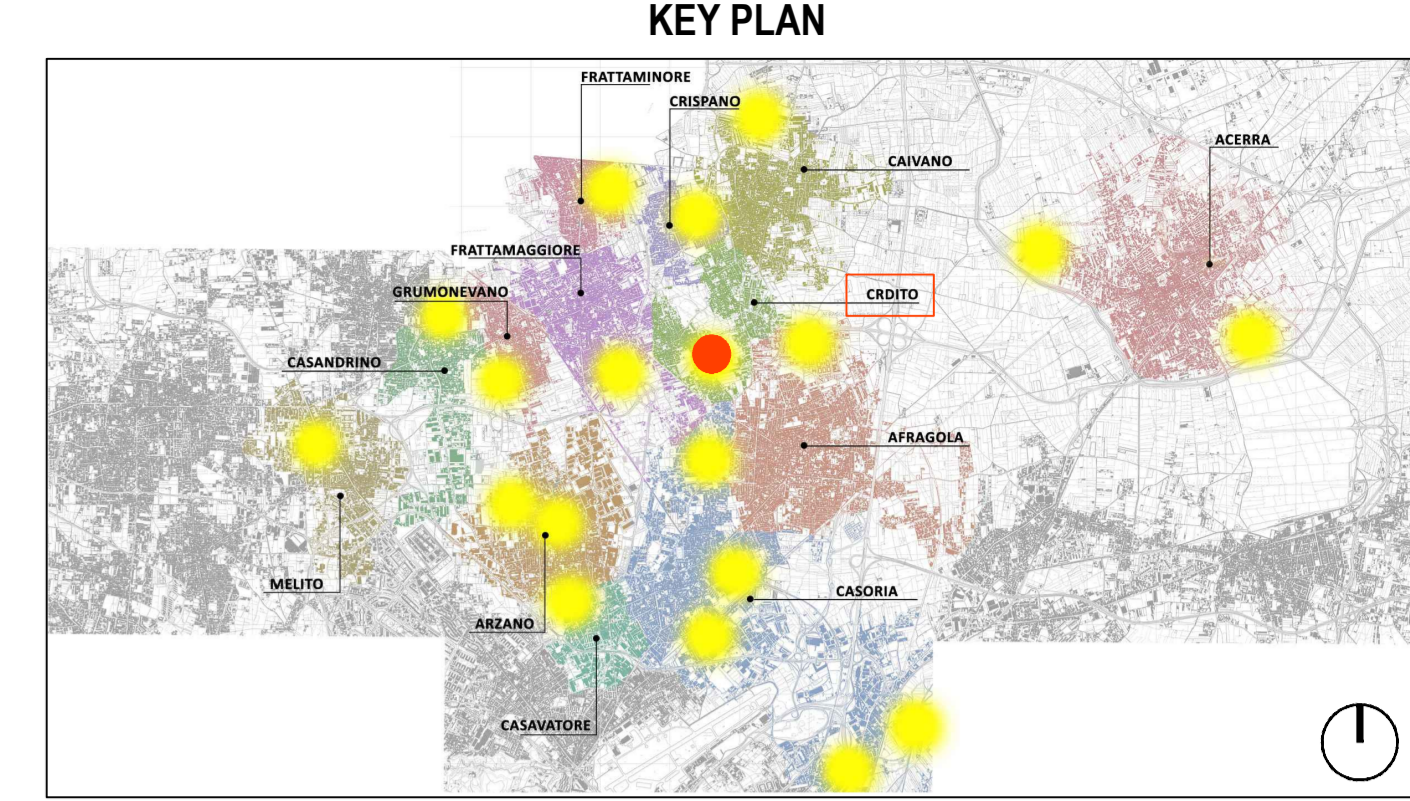 KEY PLAN
FRATTAMINORE
CRISPANO
ACERRA
CAIVANO
FRATTAMAGGIORE
GRUMONEVANO
CRDITO
CASANDRINO
AFRAGOLA
MELITO
CASORIA
ARZANO
CASAVATORE